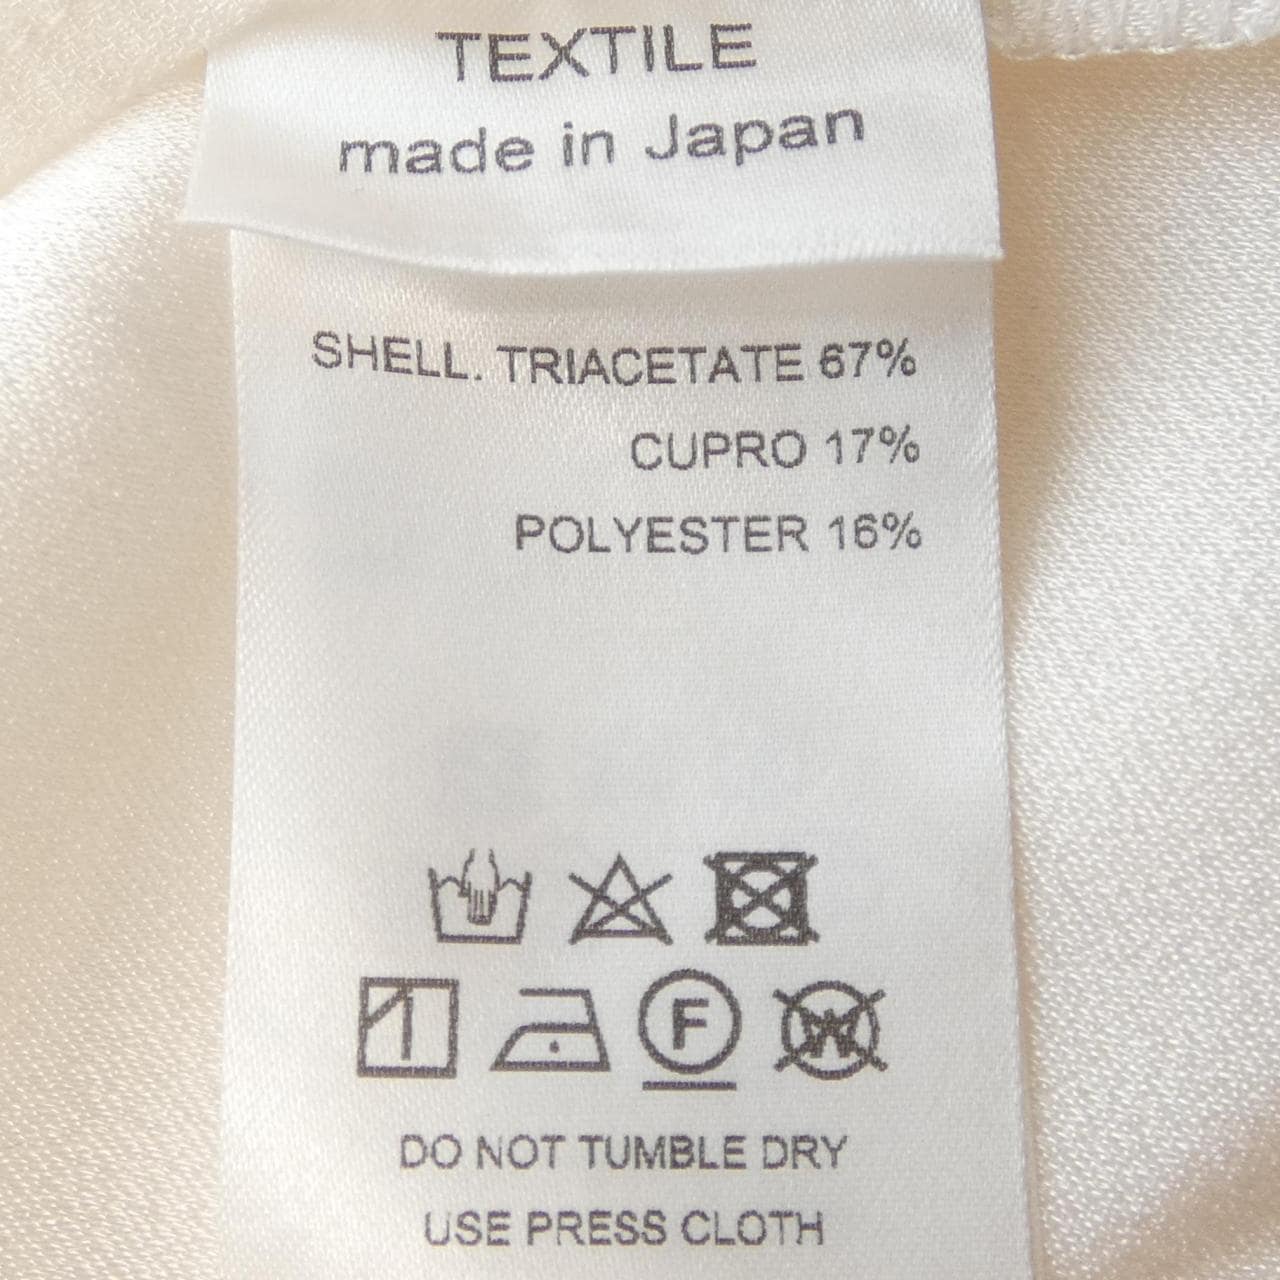 TEXTILE
made in Japan
SHELL. TRIACETATE 67%
CUPRO 17%
POLYESTER 16%
F W
DO NOT TUMBLE DRY
USE PRESS CLOTH